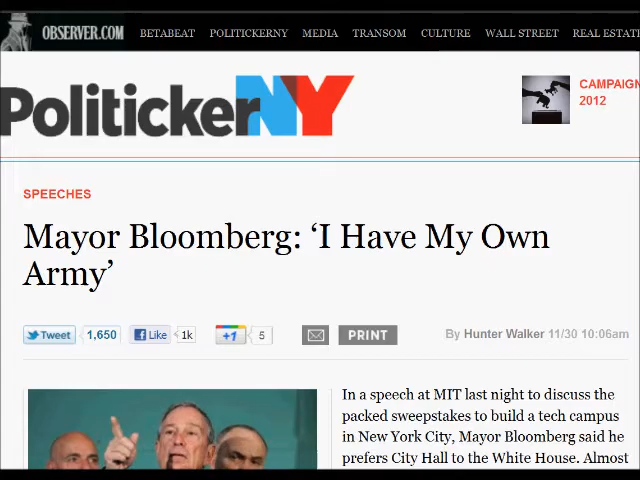 OBSERVER.COM BETABEAT POLITICKERNY MEDIA TRANSOM CULTURE WALL STREET REAL ESTATE
PolitickerNY
CAMPAIGN
2012
SPEECHES
Mayor Bloomberg: ‘I Have My Own
Army’
Tweet 1,650 Like 1k +1 5 PRINT By Hunter Walker 11/30 10:06am
In a speech at MIT last night to discuss the
packed sweepstakes to build a tech campus
in New York City, Mayor Bloomberg said he
prefers City Hall to the White House. Almost